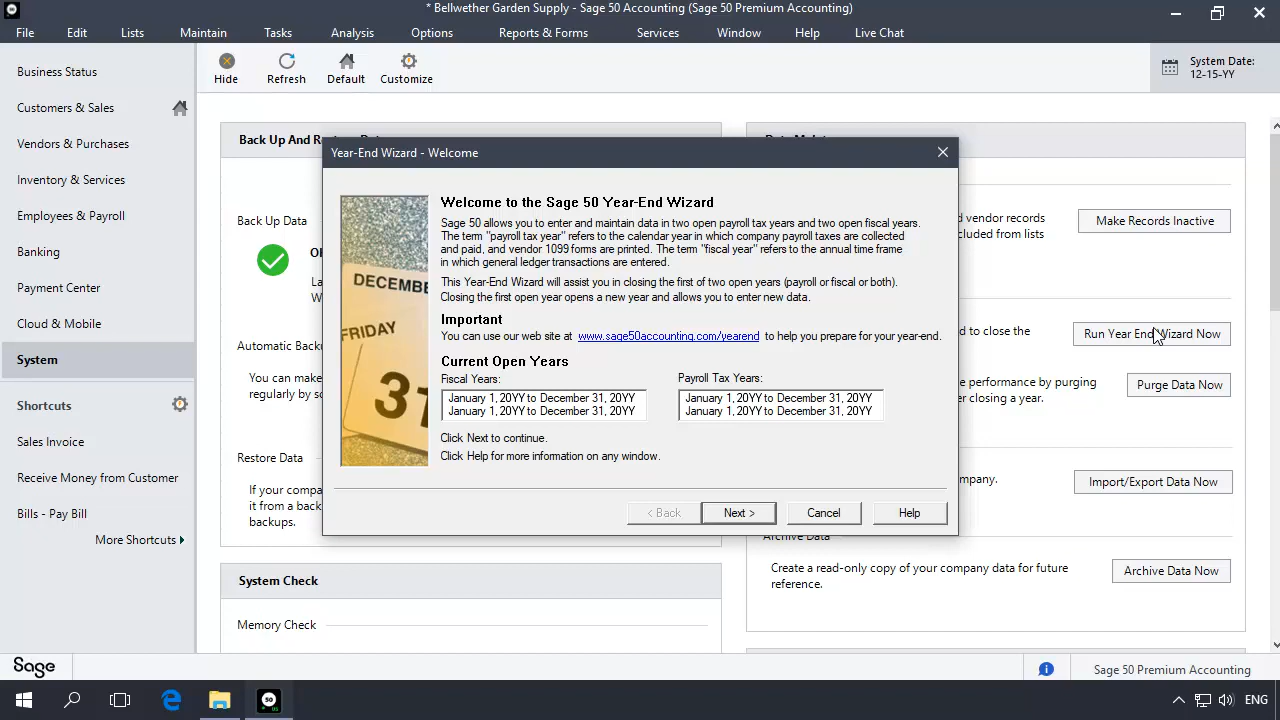 * Bellwether Garden Supply - Sage 50 Accounting (Sage 50 Premium Accounting)
File Edit Lists Maintain Tasks Analysis Options Reports & Forms Services Window Help Live Chat
Hide Refresh Default Customize
System Date:
12-15-YY
Business Status
Customers & Sales
Vendors & Purchases
Inventory & Services
Employees & Payroll
Banking
Payment Center
Cloud & Mobile
System
Shortcuts
Sales Invoice
Receive Money from Customer
Bills - Pay Bill
More Shortcuts
Back Up And
Back Up Data
Automatic Back
You can make
regularly by
Restore Data
If your
it from a
backups.
System Check
Memory Check
Year-End Wizard - Welcome
Welcome to the Sage 50 Year-End Wizard
Sage 50 allows you to enter and maintain data in two open payroll tax years and two open fiscal years.
The term "payroll tax year" refers to the calendar year in which company payroll taxes are collected
and paid, and vendor 1099 forms are printed. The term "fiscal year" refers to the annual time frame
in which general ledger transactions are entered.
This Year-End Wizard will assist you in closing the first of two open years (payroll or fiscal or both).
Closing the first open year opens a new year and allows you to enter new data.
Important
You can use our web site at www.sage50accounting.com/yearend to help you prepare for your year-end.
Current Open Years
Fiscal Years:
January 1, 20YY to December 31, 20YY
January 1, 20YY to December 31, 20YY
Payroll Tax Years:
January 1, 20YY to December 31, 20YY
January 1, 20YY to December 31, 20YY
Click Next to continue.
Click Help for more information on any window.
DECEMBE
FRIDAY
31
< Back Next > Cancel Help
d vendor records
cluded from lists
Make Records Inactive
d to close the
Run Year End Wizard Now
e performance by purging
er closing a year.
Purge Data Now
mpany.
Import/Export Data Now
Archive Data
Create a read-only copy of your company data for future
reference.
Archive Data Now
Sage
Sage 50 Premium Accounting
50
ENG